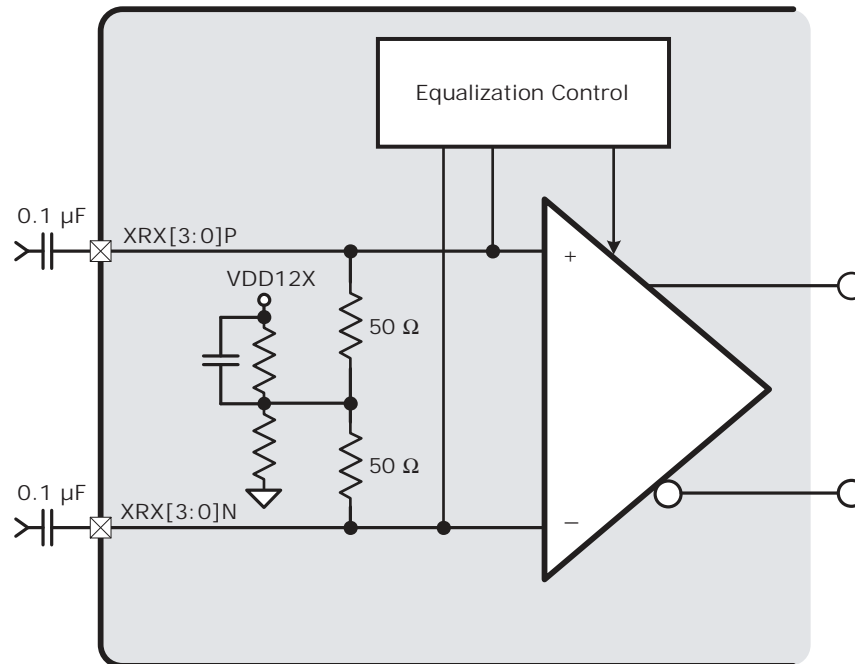 Equalization Control
0.1 µF
XRX[3:0]P
+
VDD12X
50 Ω
50 Ω
0.1 µF
XRX[3:0]N
−